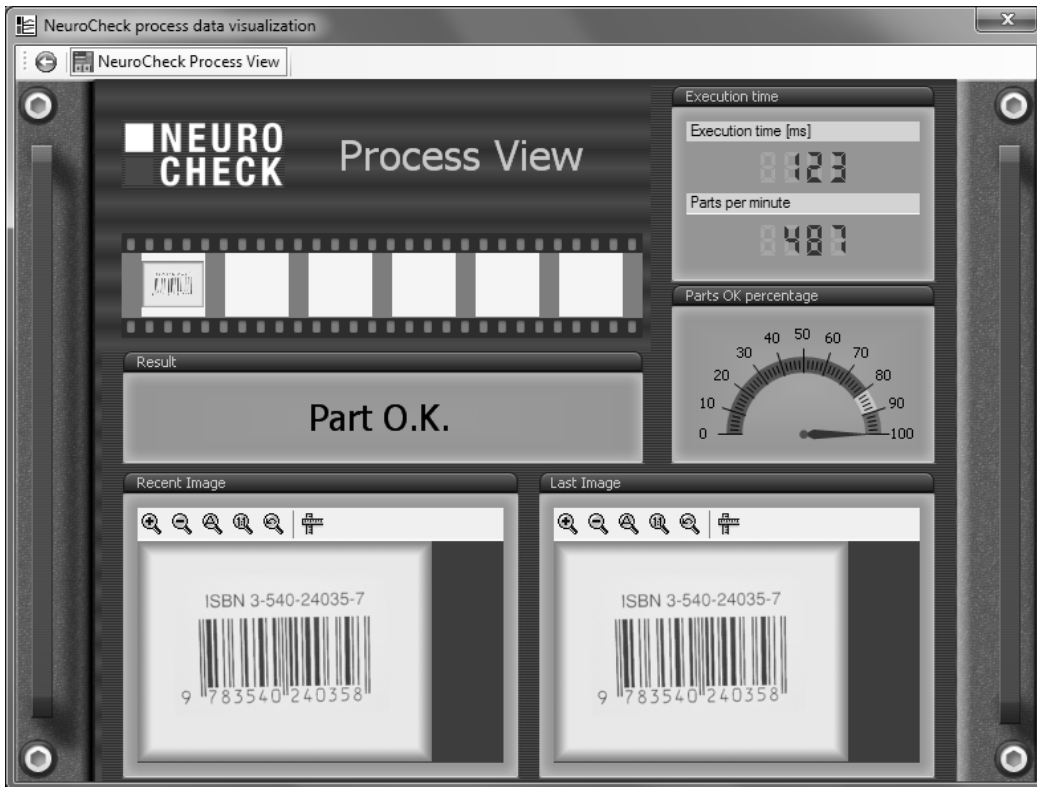 NeuroCheck process data visualization
NeuroCheck Process View
NEURO
CHECK
Process View
Execution time
Execution time [ms]
123
Parts per minute
487
Parts OK percentage
0 10 20 30 40 50 60 70 80 90 100
Result
Part O.K.
Recent Image
ISBN 3-540-24035-7
9 783540 240358
Last Image
ISBN 3-540-24035-7
9 783540 240358